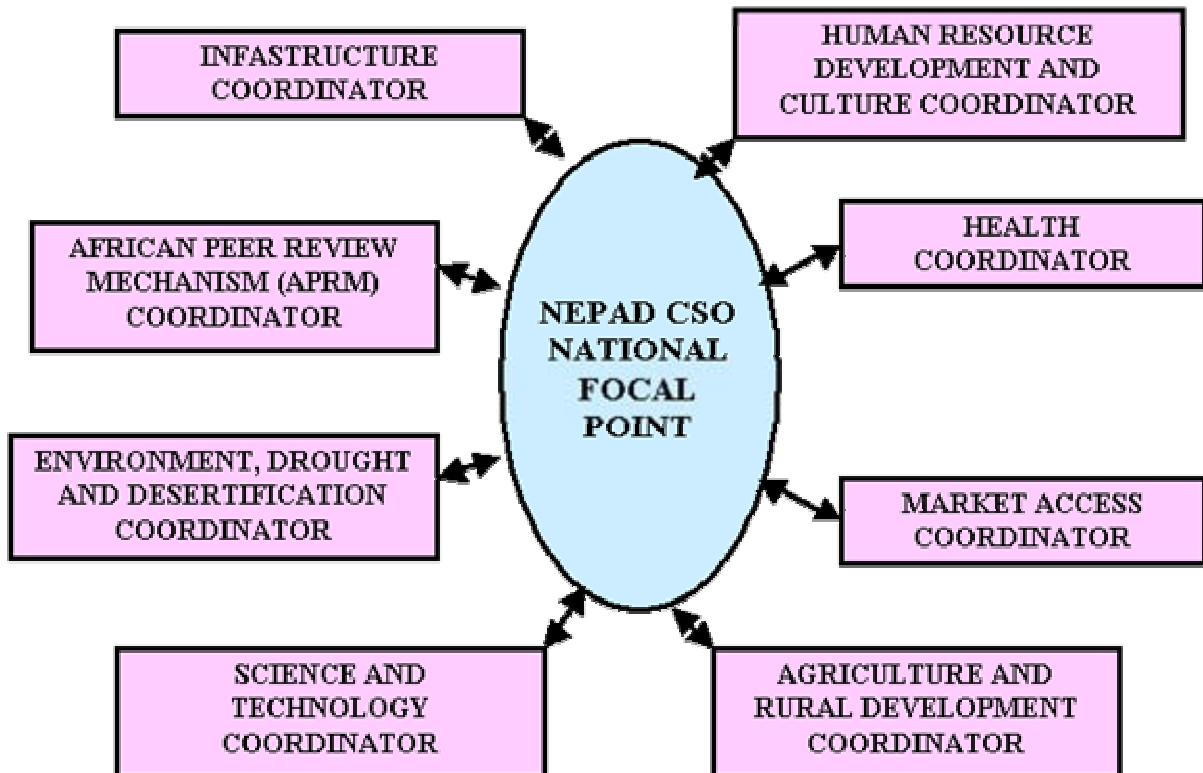 INFASTRUCTURE
COORDINATOR
HUMAN RESOURCE
DEVELOPMENT AND
CULTURE COORDINATOR
AFRICAN PEER REVIEW
MECHANISM (APRM)
COORDINATOR
HEALTH
COORDINATOR
NEPAD CSO
NATIONAL
FOCAL
POINT
ENVIRONMENT, DROUGHT
AND DESERTIFICATION
COORDINATOR
MARKET ACCESS
COORDINATOR
SCIENCE AND
TECHNOLOGY
COORDINATOR
AGRICULTURE AND
RURAL DEVELOPMENT
COORDINATOR